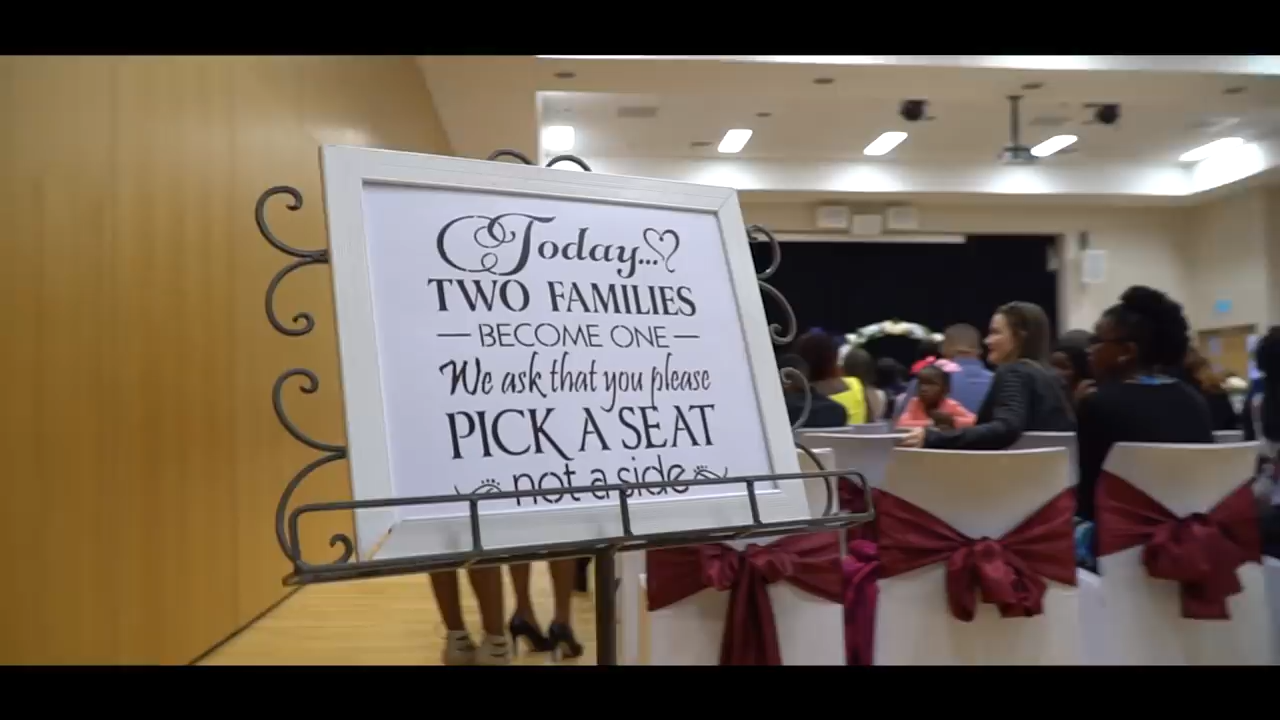 Today...
TWO FAMILIES
BECOME ONE
We ask that you please
PICK A SEAT
not a side